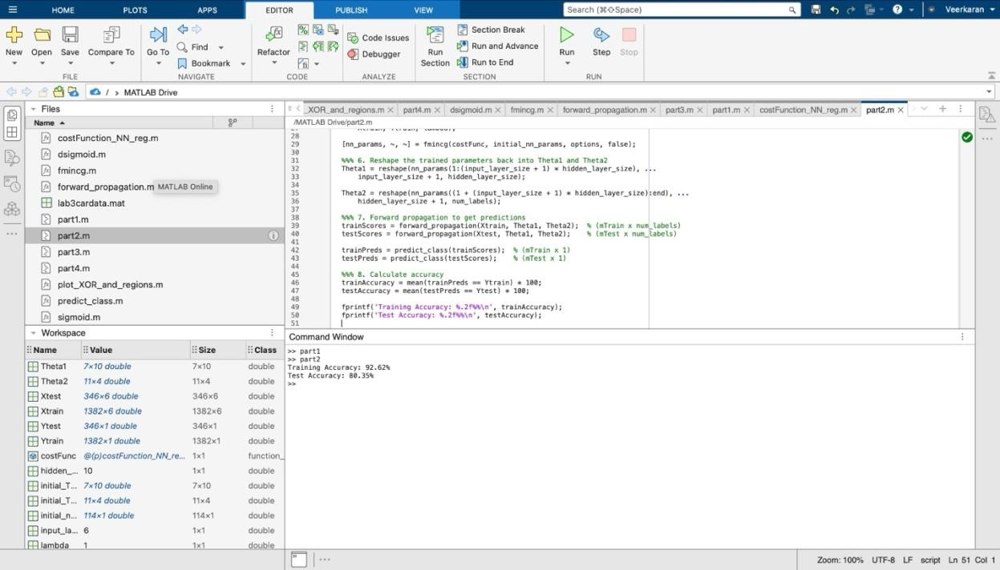 HOME PLOTS APPS EDITOR PUBLISH VIEW Search (⌘⇧Space) Veerkaran
New Open Save Compare To Go To Find Bookmark Refactor Code Issues Debugger Run Section Section Break Run and Advance Run to End Run Step Stop
FILE NAVIGATE CODE ANALYZE SECTION RUN
/ › MATLAB Drive
Files
Name
costFunction_NN_reg.m
dsigmoid.m
fmincg.m
forward_propagation.m MATLAB Online
lab3cardata.mat
part1.m
part2.m
part3.m
part4.m
plot_XOR_and_regions.m
predict_class.m
sigmoid.m
Workspace
Name Value Size Class
Theta1 7×10 double 7×10 double
Theta2 11×4 double 11×4 double
Xtest 346×6 double 346×6 double
Xtrain 1382×6 double 1382×6 double
Ytest 346×1 double 346×1 double
Ytrain 1382×1 double 1382×1 double
costFunc @(p)costFunction_NN_re... 1×1 function_
hidden_... 10 1×1 double
initial_T... 7×10 double 7×10 double
initial_T... 11×4 double 11×4 double
initial_n... 114×1 double 114×1 double
input_la... 6 1×1 double
lambda 1 1×1 double
_XOR_and_regions.m part4.m dsigmoid.m fmincg.m forward_propagation.m part3.m part1.m costFunction_NN_reg.m part2.m
/MATLAB Drive/part2.m
28
29 [nn_params, ~, ~] = fmincg(costFunc, initial_nn_params, options, false);
30
31 %%% 6. Reshape the trained parameters back into Theta1 and Theta2
32 Theta1 = reshape(nn_params(1:(input_layer_size + 1) * hidden_layer_size), ...
33 input_layer_size + 1, hidden_layer_size);
34
35 Theta2 = reshape(nn_params((1 + (input_layer_size + 1) * hidden_layer_size):end), ...
36 hidden_layer_size + 1, num_labels);
37
38 %%% 7. Forward propagation to get predictions
39 trainScores = forward_propagation(Xtrain, Theta1, Theta2); % (mTrain x num_labels)
40 testScores = forward_propagation(Xtest, Theta1, Theta2); % (mTest x num_labels)
41
42 trainPreds = predict_class(trainScores); % (mTrain x 1)
43 testPreds = predict_class(testScores); % (mTest x 1)
44
45 %%% 8. Calculate accuracy
46 trainAccuracy = mean(trainPreds == Ytrain) * 100;
47 testAccuracy = mean(testPreds == Ytest) * 100;
48
49 fprintf('Training Accuracy: %.2f%%\n', trainAccuracy);
50 fprintf('Test Accuracy: %.2f%%\n', testAccuracy);
51
Command Window
>> part1
>> part2
Training Accuracy: 92.62%
Test Accuracy: 80.35%
>>
Zoom: 100% UTF-8 LF script Ln 51 Col 1